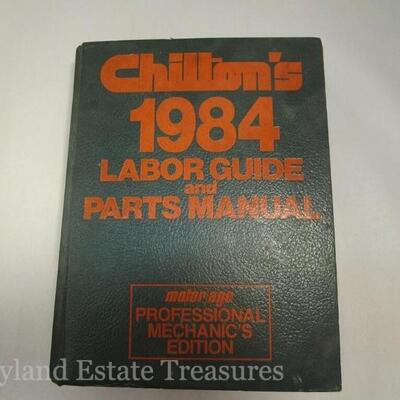 Chilton's
1984
LABOR GUIDE
and
PARTS MANUAL
motor/age
PROFESSIONAL
MECHANIC'S
EDITION
yland Estate Treasures